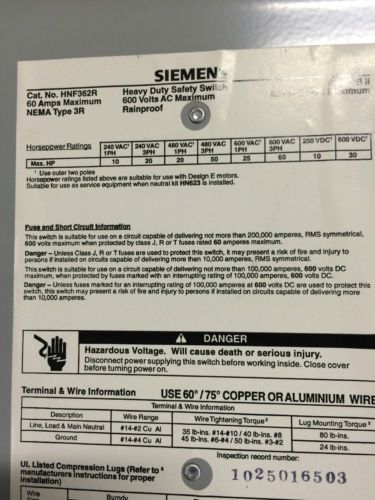 SIEMENS
Cat. No. HNF362R
60 Amps Maximum
NEMA Type 3R
Heavy Duty Safety Switch
600 Volts AC Maximum
Rainproof
Horsepower Ratings 240 VAC¹ 1PH 240 VAC 3PH 480 VAC¹ 1PH 480 VAC 3PH 600 VAC¹ 1PH 600 VAC 3PH 250 VDC¹ 600 VDC¹
Max. HP 10 20 20 50 25 60 10 30
¹ Use outer two poles
Horsepower ratings listed above are suitable for use with Design E motors.
Suitable for use as service equipment when neutral kit HN623 is installed.
Fuse and Short Circuit Information
This switch is suitable for use on a circuit capable of delivering not more than 200,000 amperes, RMS symmetrical,
600 volts maximum when protected by class J, R or T fuses rated 60 amperes maximum.
Danger – Unless Class J, R or T fuses are used to protect this switch, it may present a risk of fire and injury to
persons if installed on circuits capable of delivering more than 10,000 amperes, RMS symmetrical.
This switch is suitable for use on a circuit capable of delivering not more than 100,000 amperes, 600 volts DC
maximum, when protected by fuses marked with an interrupting rating of 100,000 amperes, 600 volts DC.
Danger – Unless fuses marked for an interrupting rating of 100,000 amperes at 600 volts DC are used to protect this
switch, this switch may present a risk of fire and injury to persons if installed on circuits capable of delivering more
than 10,000 amperes.
DANGER
Hazardous Voltage. Will cause death or serious injury.
Disconnect power supplying this switch before working inside. Close cover
before turning power on.
Terminal & Wire Information USE 60° / 75° COPPER OR ALUMINIUM WIRE
Terminal & Wire Information
Description Wire Range Wire Tightening Torque² Lug Mounting Torque²
Line, Load & Main Neutral #14-#2 Cu Al 35 lb-ins. #14-#10 / 40 lb-ins. #8 80 lb-ins.
Ground #14-#4 Cu Al 45 lb-ins. #6-#4 / 50 lb-ins. #3-#2 24 lb-ins.
Inspection record number:
UL Listed Compression Lugs (Refer to
manufacturers instructions for proper
installation)
1025016503
Wire Burndy Wire